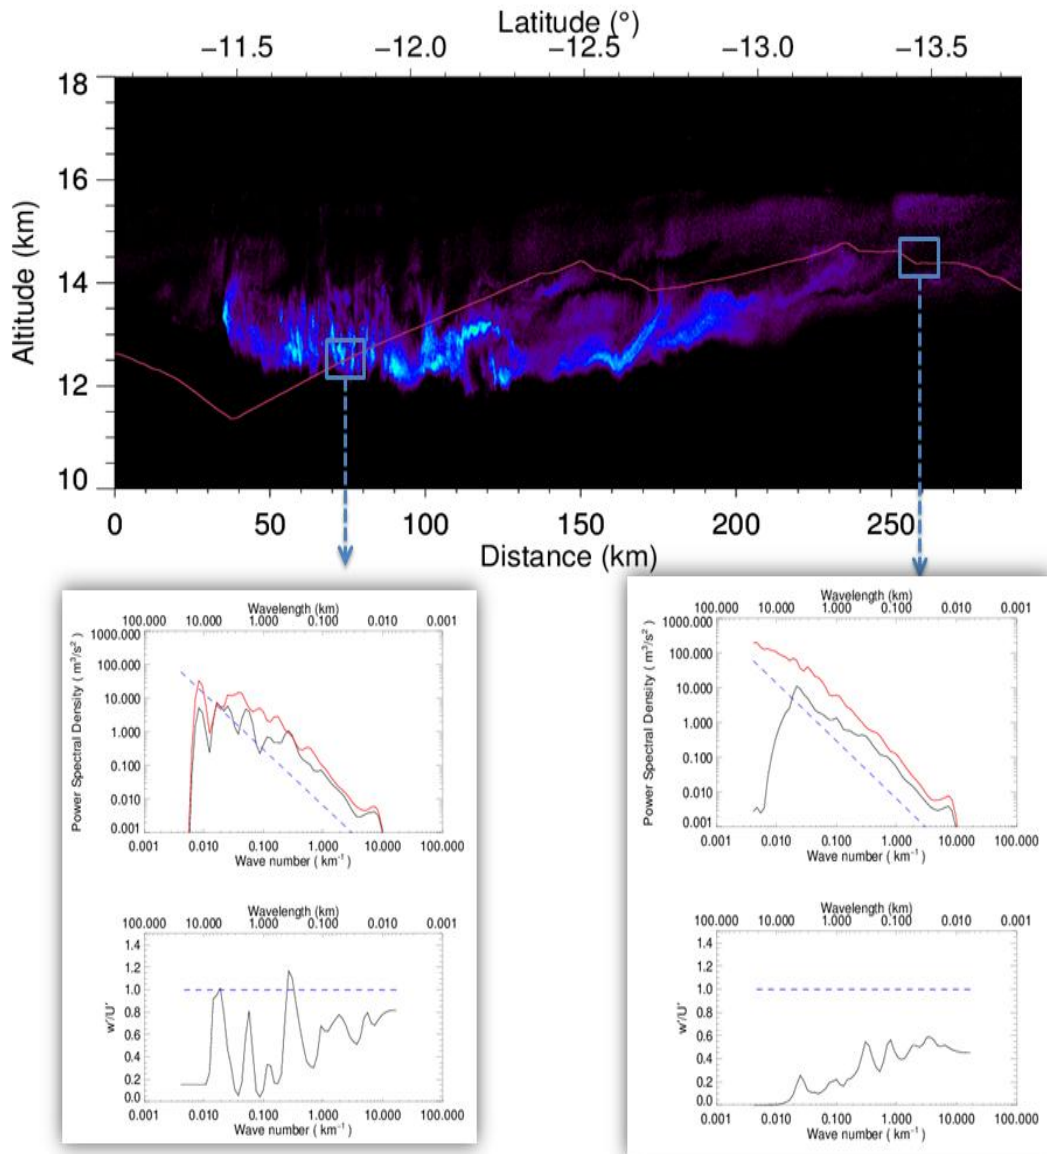 Latitude (°)
−11.5 −12.0 −12.5 −13.0 −13.5
18
16
14
12
10
Altitude (km)
0 50 100 150 200 250
Distance (km)
Wavelength (km)
100.000 10.000 1.000 0.100 0.010 0.001
1000.000
100.000
10.000
1.000
0.100
0.010
0.001
Power Spectral Density ( m³/s² )
0.001 0.010 0.100 1.000 10.000 100.000
Wave number ( km⁻¹ )
Wavelength (km)
100.000 10.000 1.000 0.100 0.010 0.001
1.4
1.2
1.0
0.8
0.6
0.4
0.2
0.0
w'/U'
0.001 0.010 0.100 1.000 10.000 100.000
Wave number ( km⁻¹ )
Wavelength (km)
100.000 10.000 1.000 0.100 0.010 0.001
1000.000
100.000
10.000
1.000
0.100
0.010
0.001
Power Spectral Density ( m³/s² )
0.001 0.010 0.100 1.000 10.000 100.000
Wave number ( km⁻¹ )
Wavelength (km)
100.000 10.000 1.000 0.100 0.010 0.001
1.4
1.2
1.0
0.8
0.6
0.4
0.2
0.0
w'/U'
0.001 0.010 0.100 1.000 10.000 100.000
Wave number ( km⁻¹ )